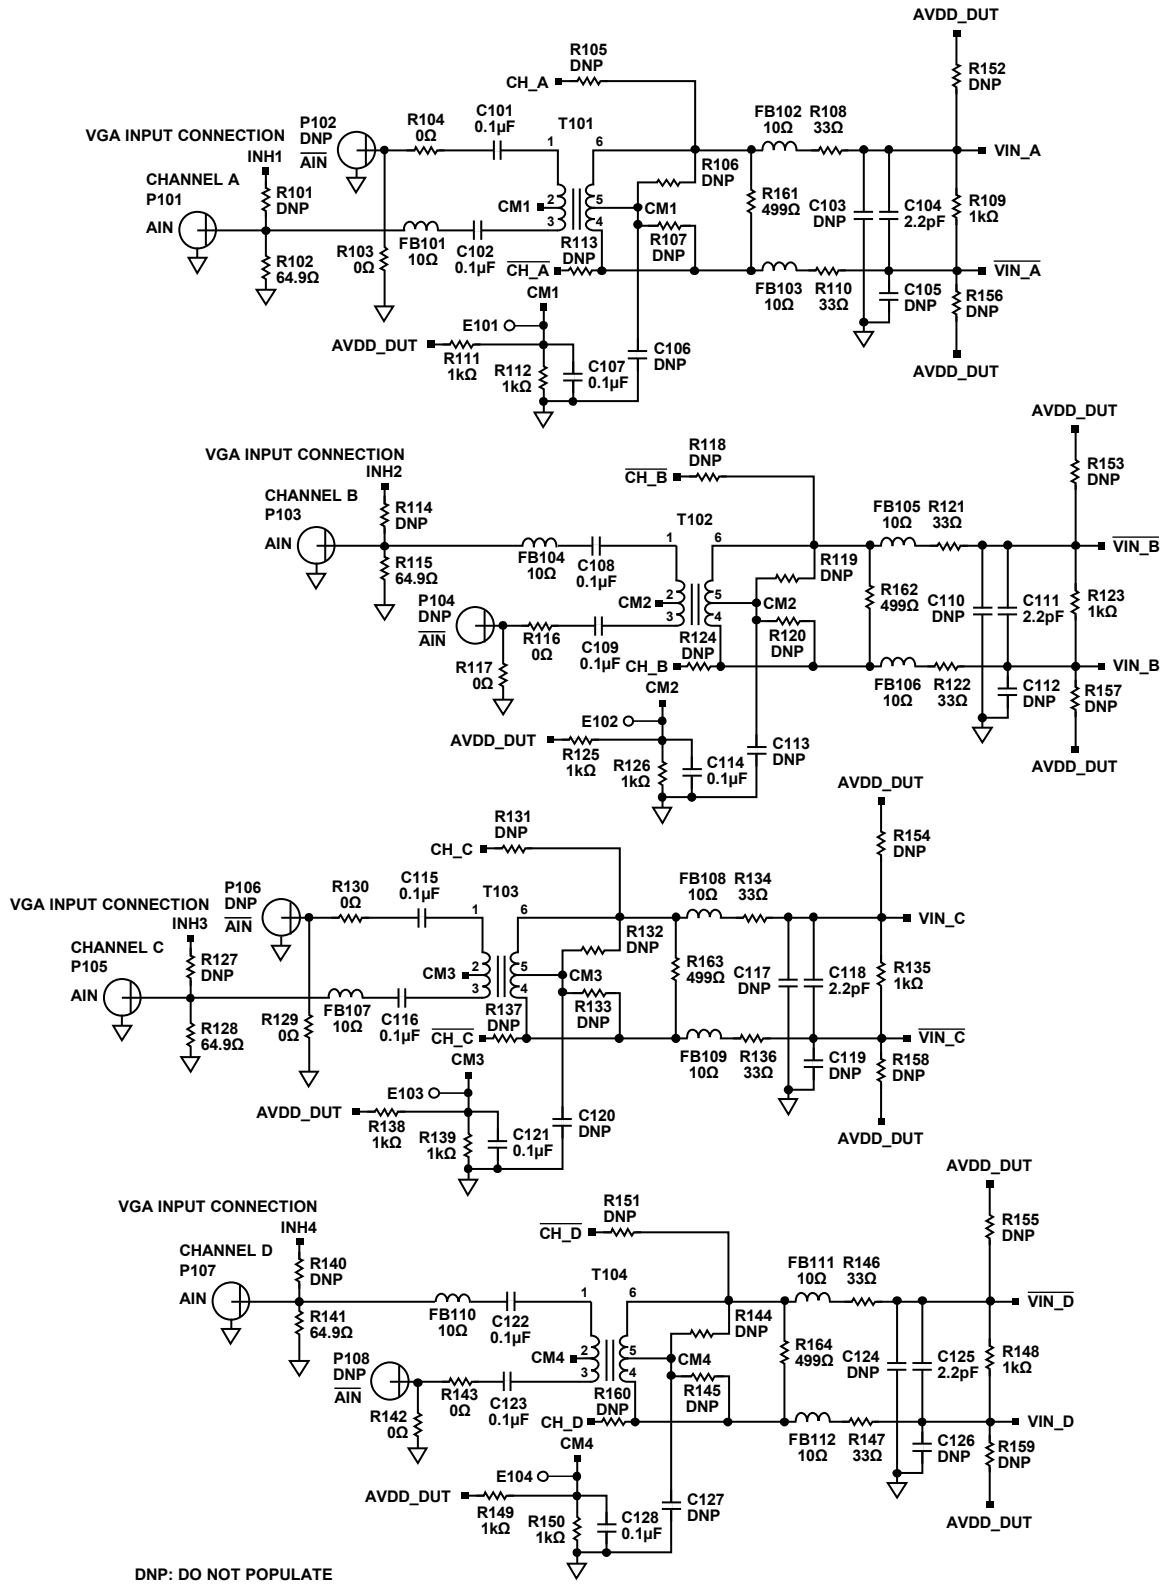 AVDD_DUT
R105
DNP
CH_A
R152
DNP
C101
0.1µF
T101
FB102
10Ω
R108
33Ω
VGA INPUT CONNECTION
P102
DNP
AIN
R104
0Ω
INH1
1
6
VIN_A
CHANNEL A
P101
R101
DNP
R106
DNP
R161
499Ω
C103
DNP
C104
2.2pF
R109
1kΩ
AIN
CM1
2
5
CM1
3
4
R107
DNP
R102
64.9Ω
R103
0Ω
FB101
10Ω
C102
0.1µF
R113
DNP
CH_A
VIN_A
FB103
10Ω
R110
33Ω
C105
DNP
R156
DNP
CM1
E101
AVDD_DUT
R111
1kΩ
R112
1kΩ
C107
0.1µF
C106
DNP
AVDD_DUT
AVDD_DUT
R118
DNP
CH_B
R153
DNP
VGA INPUT CONNECTION
INH2
CHANNEL B
P103
R114
DNP
T102
FB105
10Ω
R121
33Ω
AIN
1
6
VIN_B
R115
64.9Ω
FB104
10Ω
C108
0.1µF
R119
DNP
R162
499Ω
C110
DNP
C111
2.2pF
R123
1kΩ
P104
DNP
AIN
CM2
2
5
CM2
3
4
R116
0Ω
C109
0.1µF
R124
DNP
R120
DNP
R117
0Ω
CH_B
VIN_B
FB106
10Ω
R122
33Ω
C112
DNP
R157
DNP
CM2
E102
AVDD_DUT
R125
1kΩ
R126
1kΩ
C114
0.1µF
C113
DNP
AVDD_DUT
AVDD_DUT
R131
DNP
CH_C
R154
DNP
C115
0.1µF
T103
FB108
10Ω
R134
33Ω
VGA INPUT CONNECTION
P106
DNP
AIN
R130
0Ω
INH3
1
6
VIN_C
CHANNEL C
P105
R127
DNP
R132
DNP
R163
499Ω
C117
DNP
C118
2.2pF
R135
1kΩ
AIN
CM3
2
5
CM3
3
4
R133
DNP
R128
64.9Ω
R129
0Ω
FB107
10Ω
C116
0.1µF
R137
DNP
CH_C
VIN_C
FB109
10Ω
R136
33Ω
C119
DNP
R158
DNP
CM3
E103
AVDD_DUT
R138
1kΩ
R139
1kΩ
C121
0.1µF
C120
DNP
AVDD_DUT
AVDD_DUT
R151
DNP
CH_D
R155
DNP
VGA INPUT CONNECTION
INH4
CHANNEL D
P107
R140
DNP
T104
FB111
10Ω
R146
33Ω
AIN
1
6
VIN_D
R141
64.9Ω
FB110
10Ω
C122
0.1µF
R144
DNP
R164
499Ω
C124
DNP
C125
2.2pF
R148
1kΩ
P108
DNP
AIN
CM4
2
5
CM4
3
4
R143
0Ω
C123
0.1µF
R160
DNP
R145
DNP
R142
0Ω
CH_D
VIN_D
FB112
10Ω
R147
33Ω
C126
DNP
R159
DNP
CM4
E104
AVDD_DUT
R149
1kΩ
R150
1kΩ
C128
0.1µF
C127
DNP
AVDD_DUT
DNP: DO NOT POPULATE